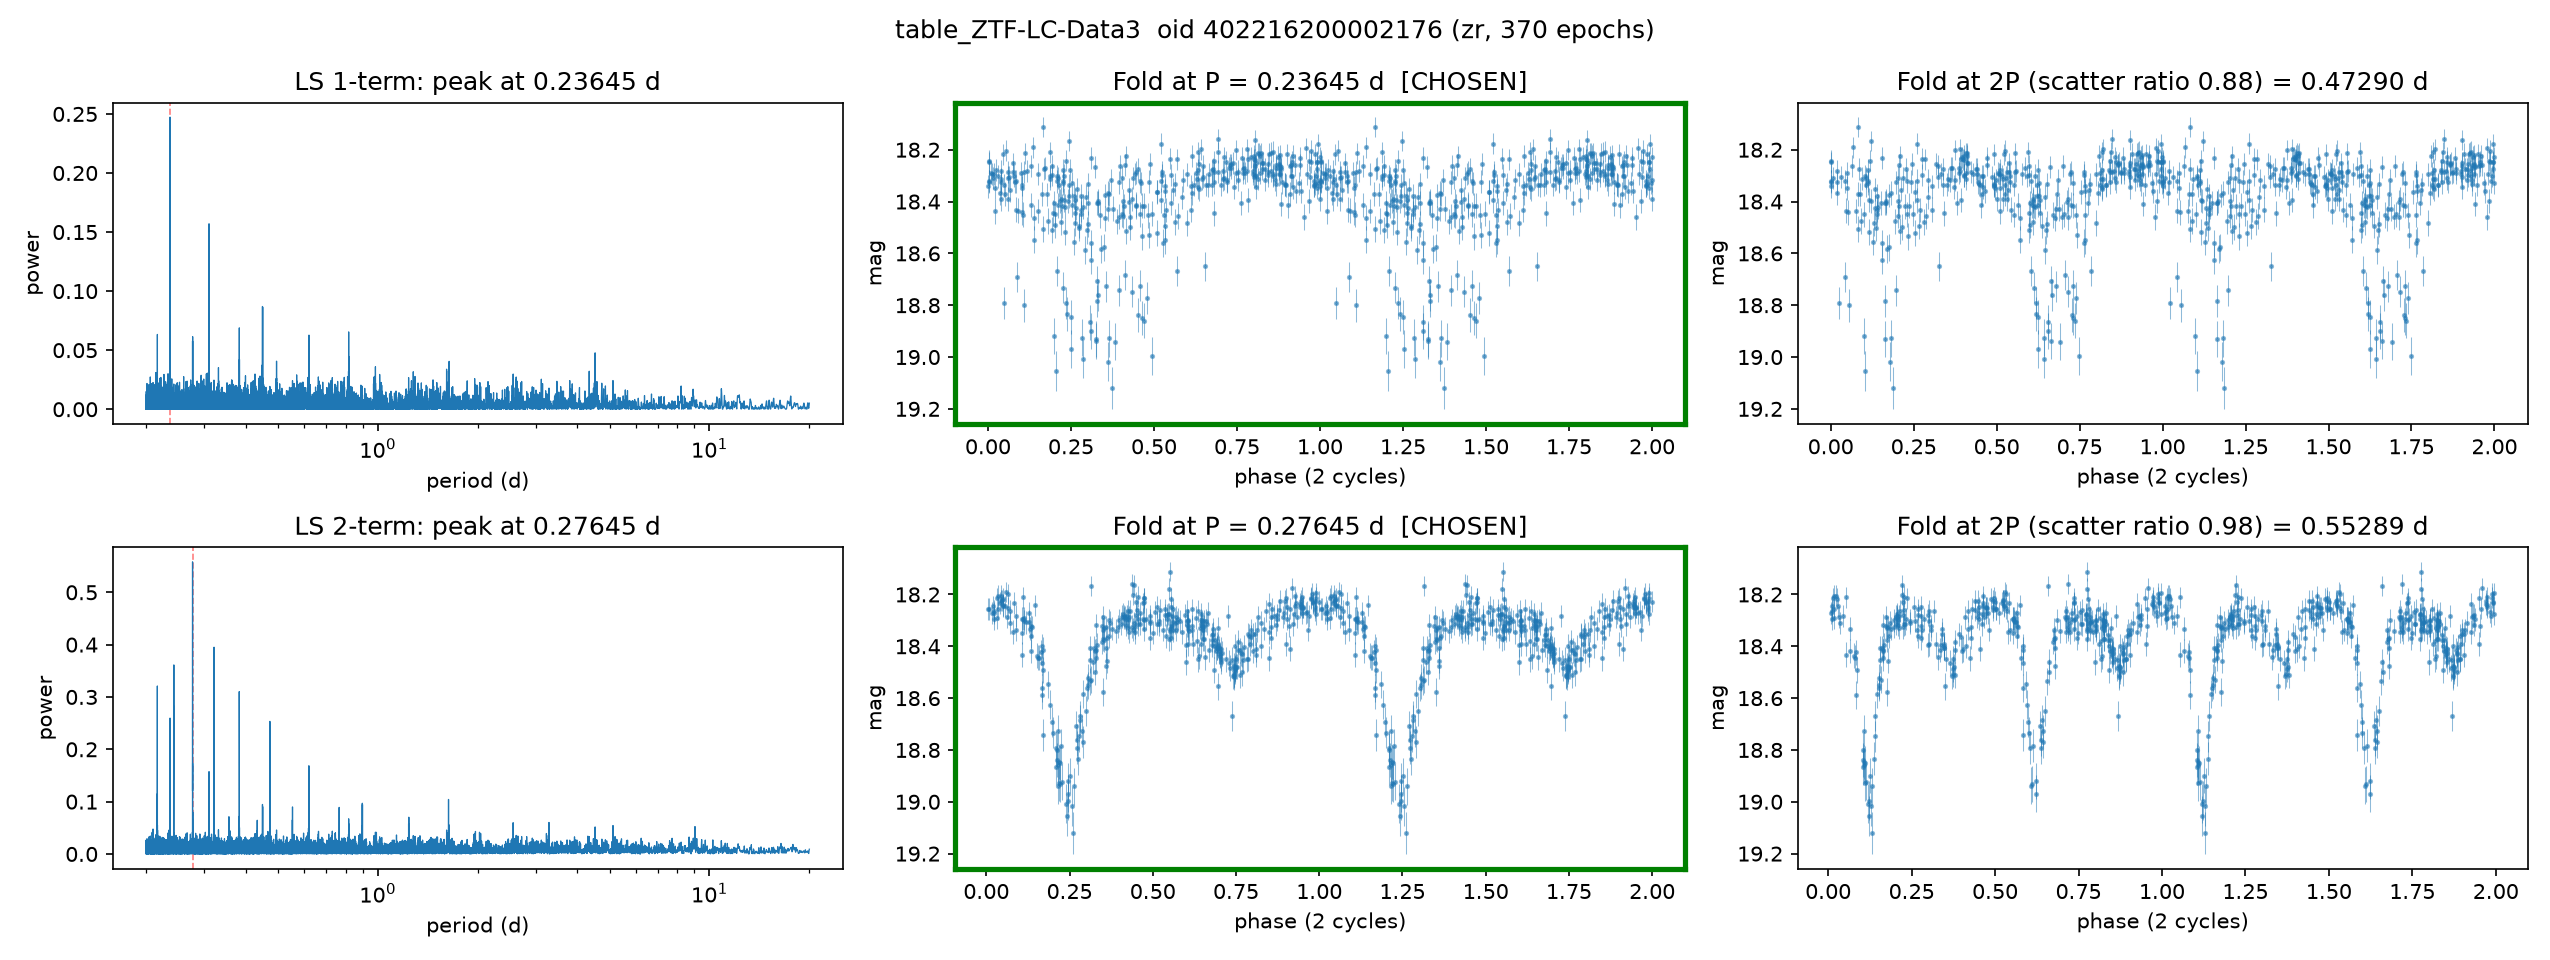 table_ZTF-LC-Data3  oid 402216200002176 (zr, 370 epochs)
LS 1-term: peak at 0.23645 d
power
0.25
0.20
0.15
0.10
0.05
0.00
10⁰
10¹
period (d)
Fold at P = 0.23645 d  [CHOSEN]
mag
18.2
18.4
18.6
18.8
19.0
19.2
0.00 0.25 0.50 0.75 1.00 1.25 1.50 1.75 2.00
phase (2 cycles)
Fold at 2P (scatter ratio 0.88) = 0.47290 d
mag
18.2
18.4
18.6
18.8
19.0
19.2
0.00 0.25 0.50 0.75 1.00 1.25 1.50 1.75 2.00
phase (2 cycles)
LS 2-term: peak at 0.27645 d
power
0.5
0.4
0.3
0.2
0.1
0.0
10⁰
10¹
period (d)
Fold at P = 0.27645 d  [CHOSEN]
mag
18.2
18.4
18.6
18.8
19.0
19.2
0.00 0.25 0.50 0.75 1.00 1.25 1.50 1.75 2.00
phase (2 cycles)
Fold at 2P (scatter ratio 0.98) = 0.55289 d
mag
18.2
18.4
18.6
18.8
19.0
19.2
0.00 0.25 0.50 0.75 1.00 1.25 1.50 1.75 2.00
phase (2 cycles)